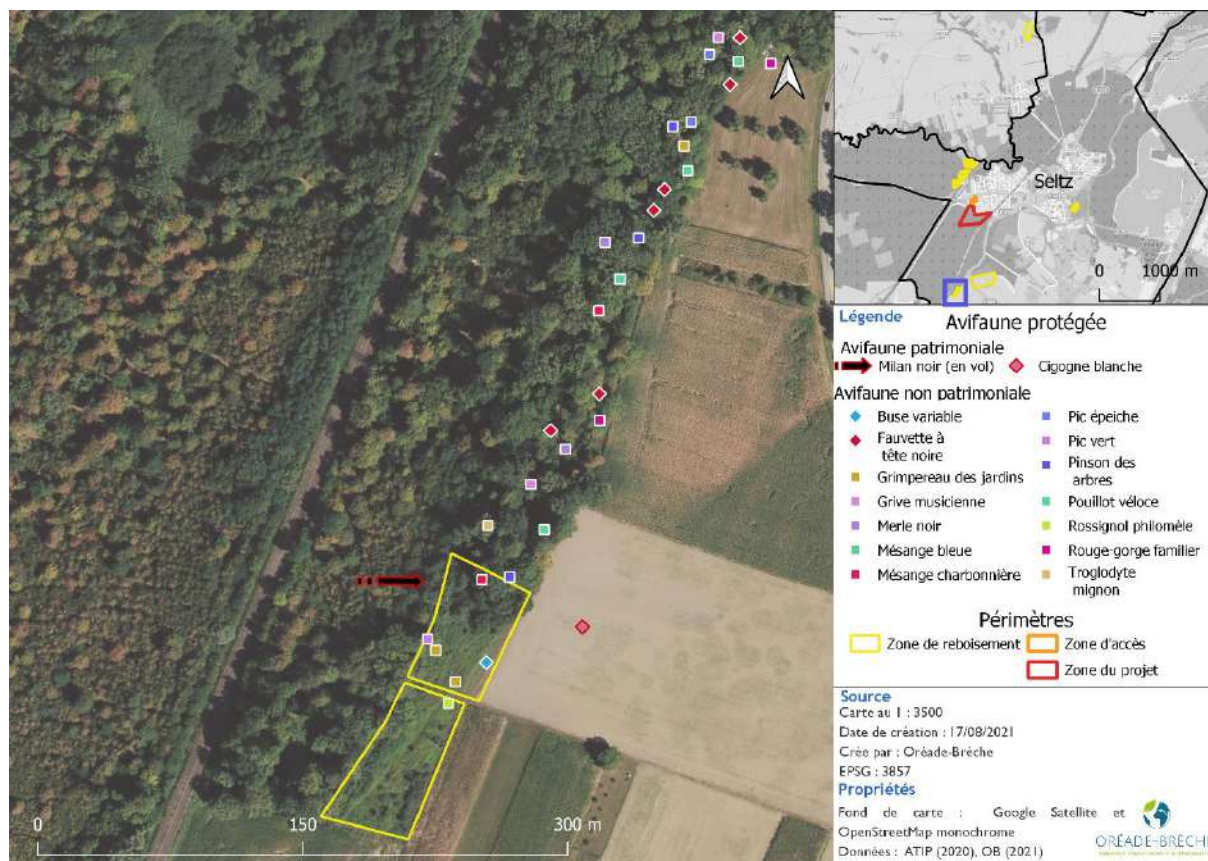 Seltz
0 1000 m
Légende
Avifaune protégée
Avifaune patrimoniale
Milan noir (en vol)
Cigogne blanche
Avifaune non patrimoniale
Buse variable
Fauvette à
tête noire
Grimpereau des jardins
Grive musicienne
Merle noir
Mésange bleue
Mésange charbonnière
Pic épeiche
Pic vert
Pinson des
arbres
Pouillot véloce
Rossignol philomèle
Rouge-gorge familier
Troglodyte
mignon
Périmètres
Zone de reboisement
Zone d'accès
Zone du projet
Source
Carte au 1 : 3500
Date de création : 17/08/2021
Crée par : Oréade-Brèche
EPSG : 3857
Propriétés
Fond de carte : Google Satellite et
OpenStreetMap monochrome
Données : ATIP (2020), OB (2021)
ORÉADE-BRÈCHE
0 150 300 m